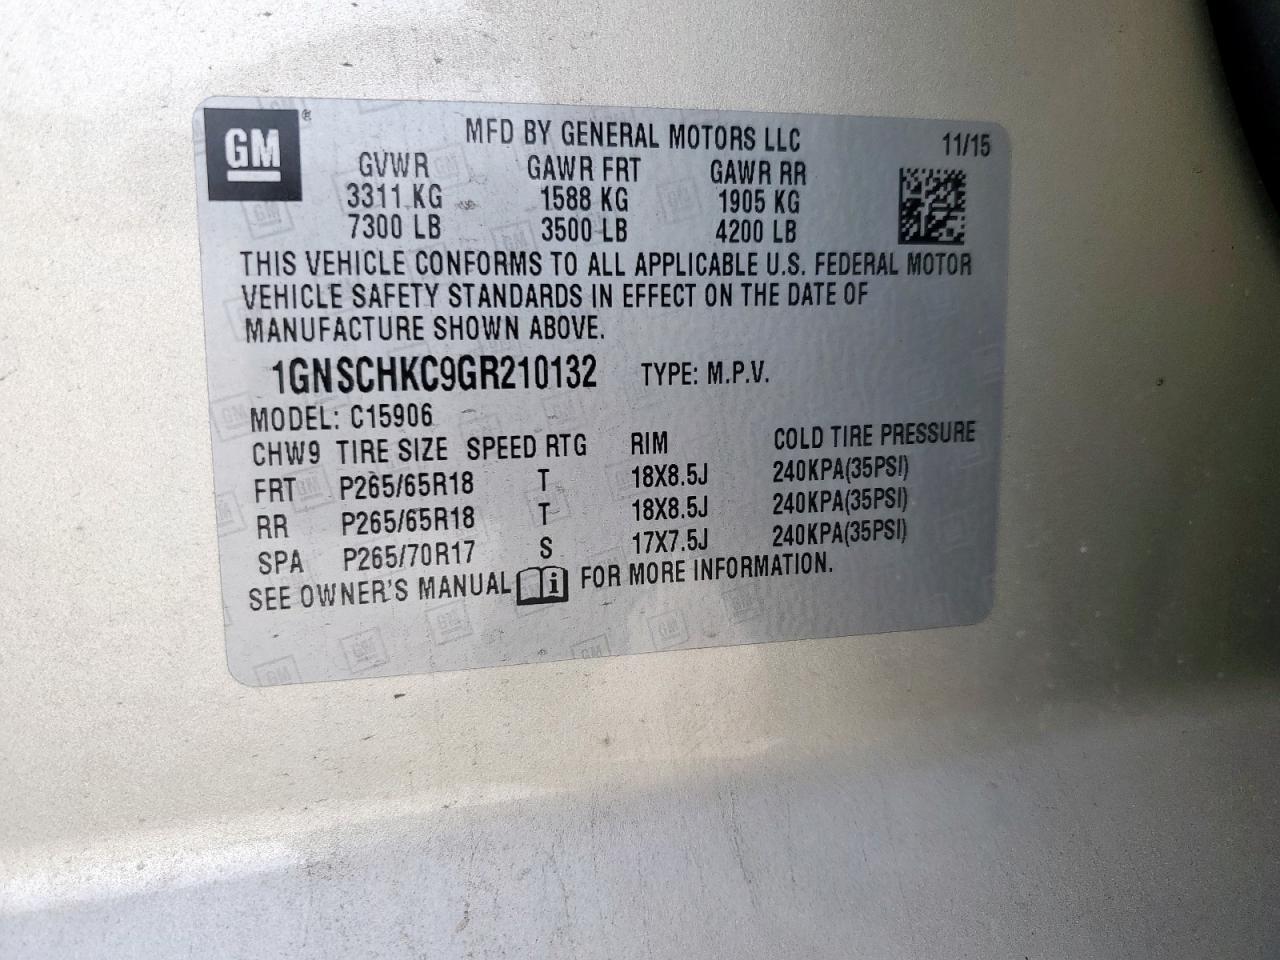 GM ® MFD BY GENERAL MOTORS LLC 11/15
GVWR GAWR FRT GAWR RR
3311 KG 1588 KG 1905 KG
7300 LB 3500 LB 4200 LB
THIS VEHICLE CONFORMS TO ALL APPLICABLE U.S. FEDERAL MOTOR
VEHICLE SAFETY STANDARDS IN EFFECT ON THE DATE OF
MANUFACTURE SHOWN ABOVE.
1GNSCHKC9GR210132 TYPE: M.P.V.
MODEL: C15906
CHW9 TIRE SIZE SPEED RTG RIM COLD TIRE PRESSURE
FRT P265/65R18 T 18X8.5J 240KPA(35PSI)
RR P265/65R18 T 18X8.5J 240KPA(35PSI)
SPA P265/70R17 S 17X7.5J 240KPA(35PSI)
SEE OWNER'S MANUAL i FOR MORE INFORMATION.